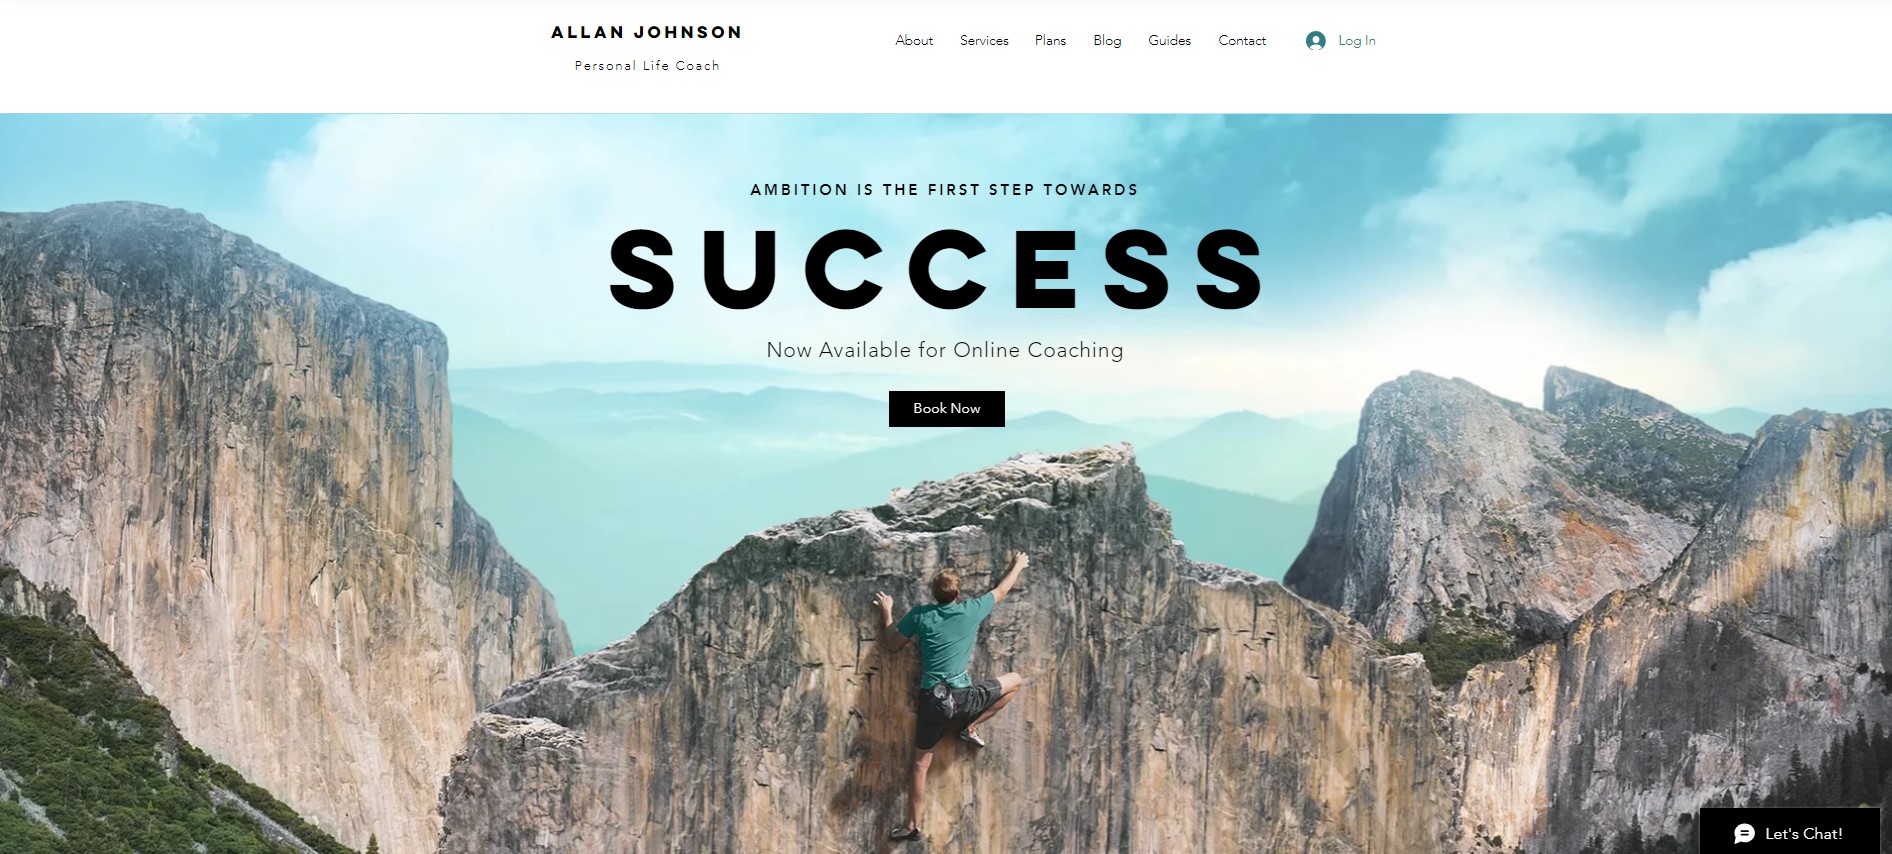 ALLAN JOHNSON
Personal Life Coach
About Services Plans Blog Guides Contact Log In
AMBITION IS THE FIRST STEP TOWARDS
SUCCESS
Now Available for Online Coaching
Book Now
Let's Chat!